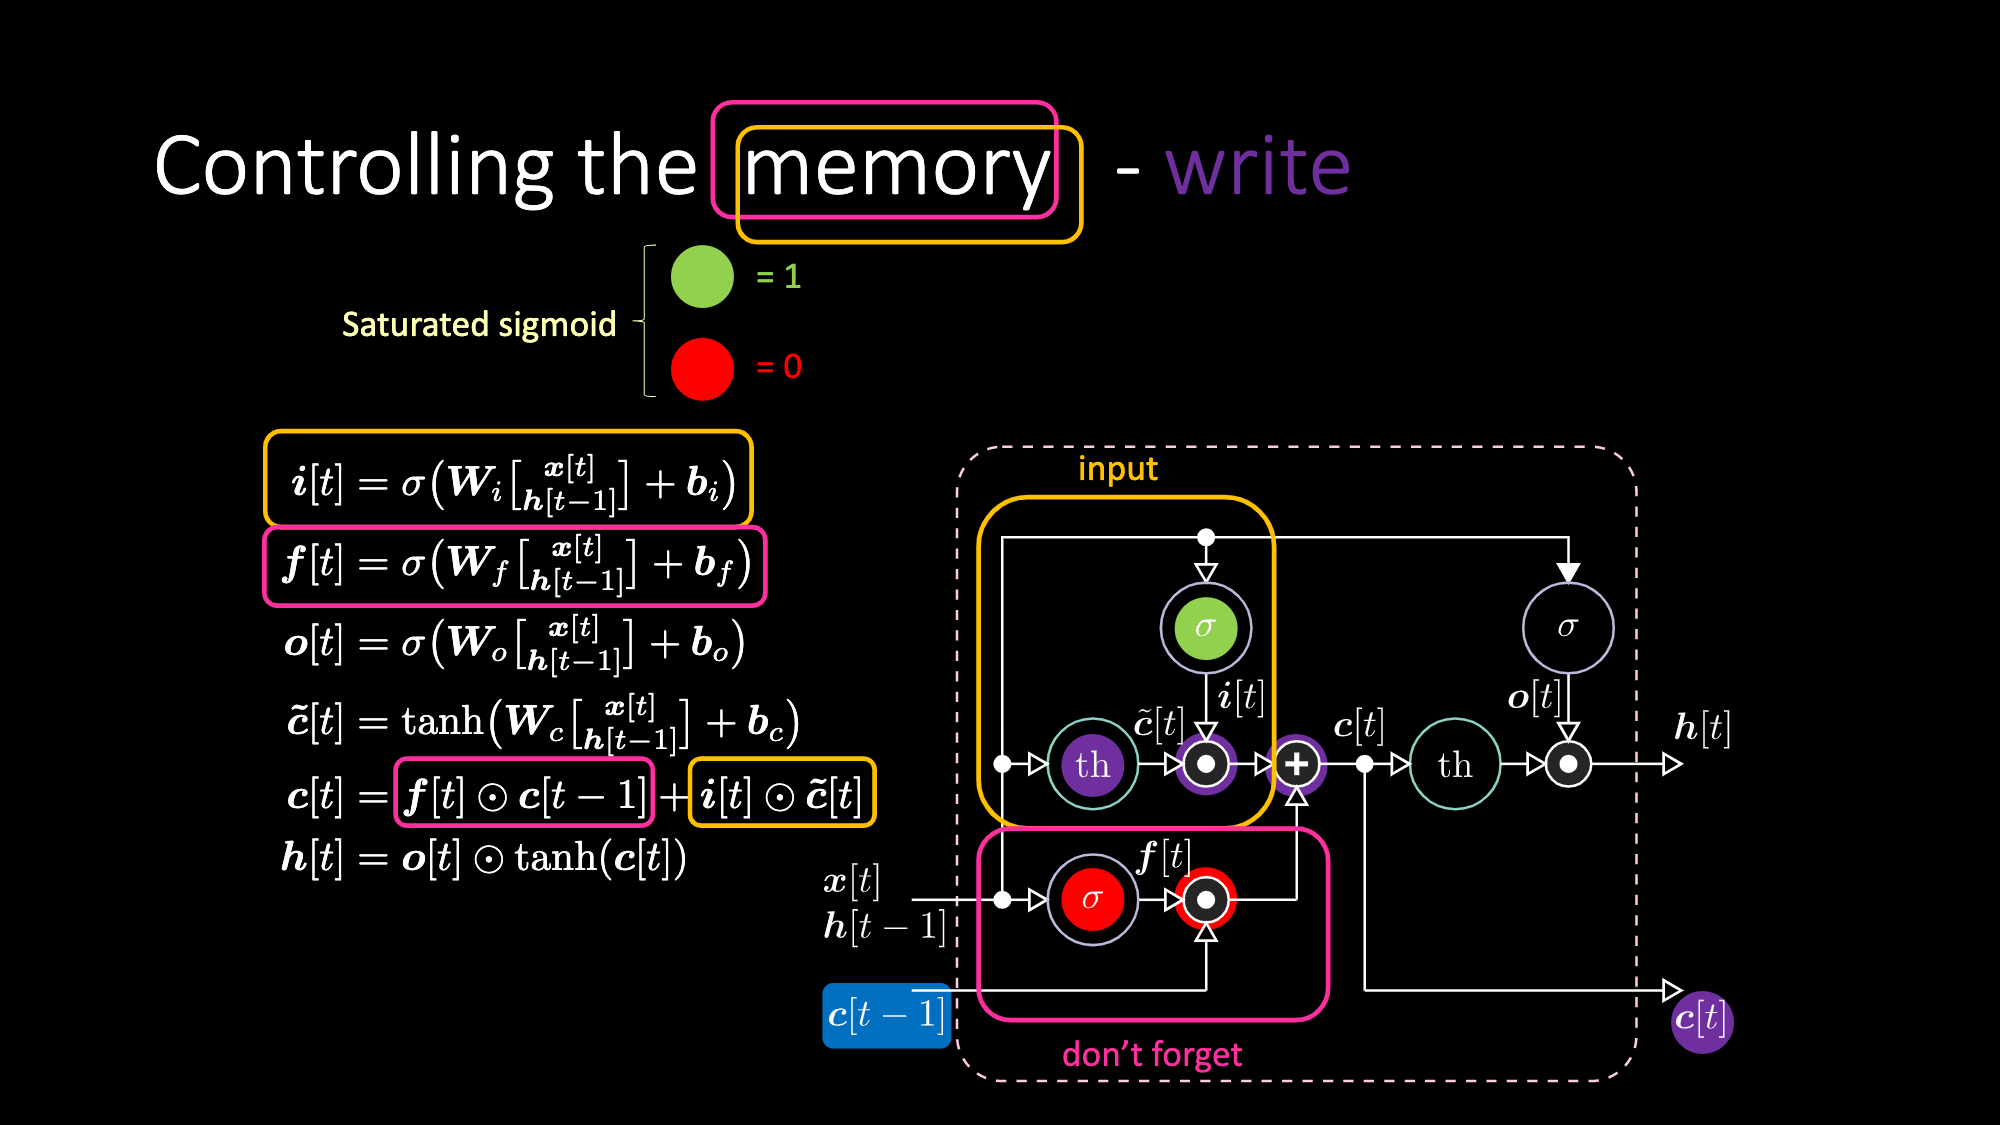 Controlling the memory - write
= 1
Saturated sigmoid
= 0
i[t] = σ(W_i [x[t] h[t−1]] + b_i)
f[t] = σ(W_f [x[t] h[t−1]] + b_f)
o[t] = σ(W_o [x[t] h[t−1]] + b_o)
c̃[t] = tanh(W_c [x[t] h[t−1]] + b_c)
c[t] = f[t] ⊙ c[t − 1] + i[t] ⊙ c̃[t]
h[t] = o[t] ⊙ tanh(c[t])
input
σ
σ
c̃[t]
i[t]
c[t]
o[t]
h[t]
th
+
th
f[t]
x[t]
σ
h[t − 1]
c[t − 1]
c[t]
don't forget